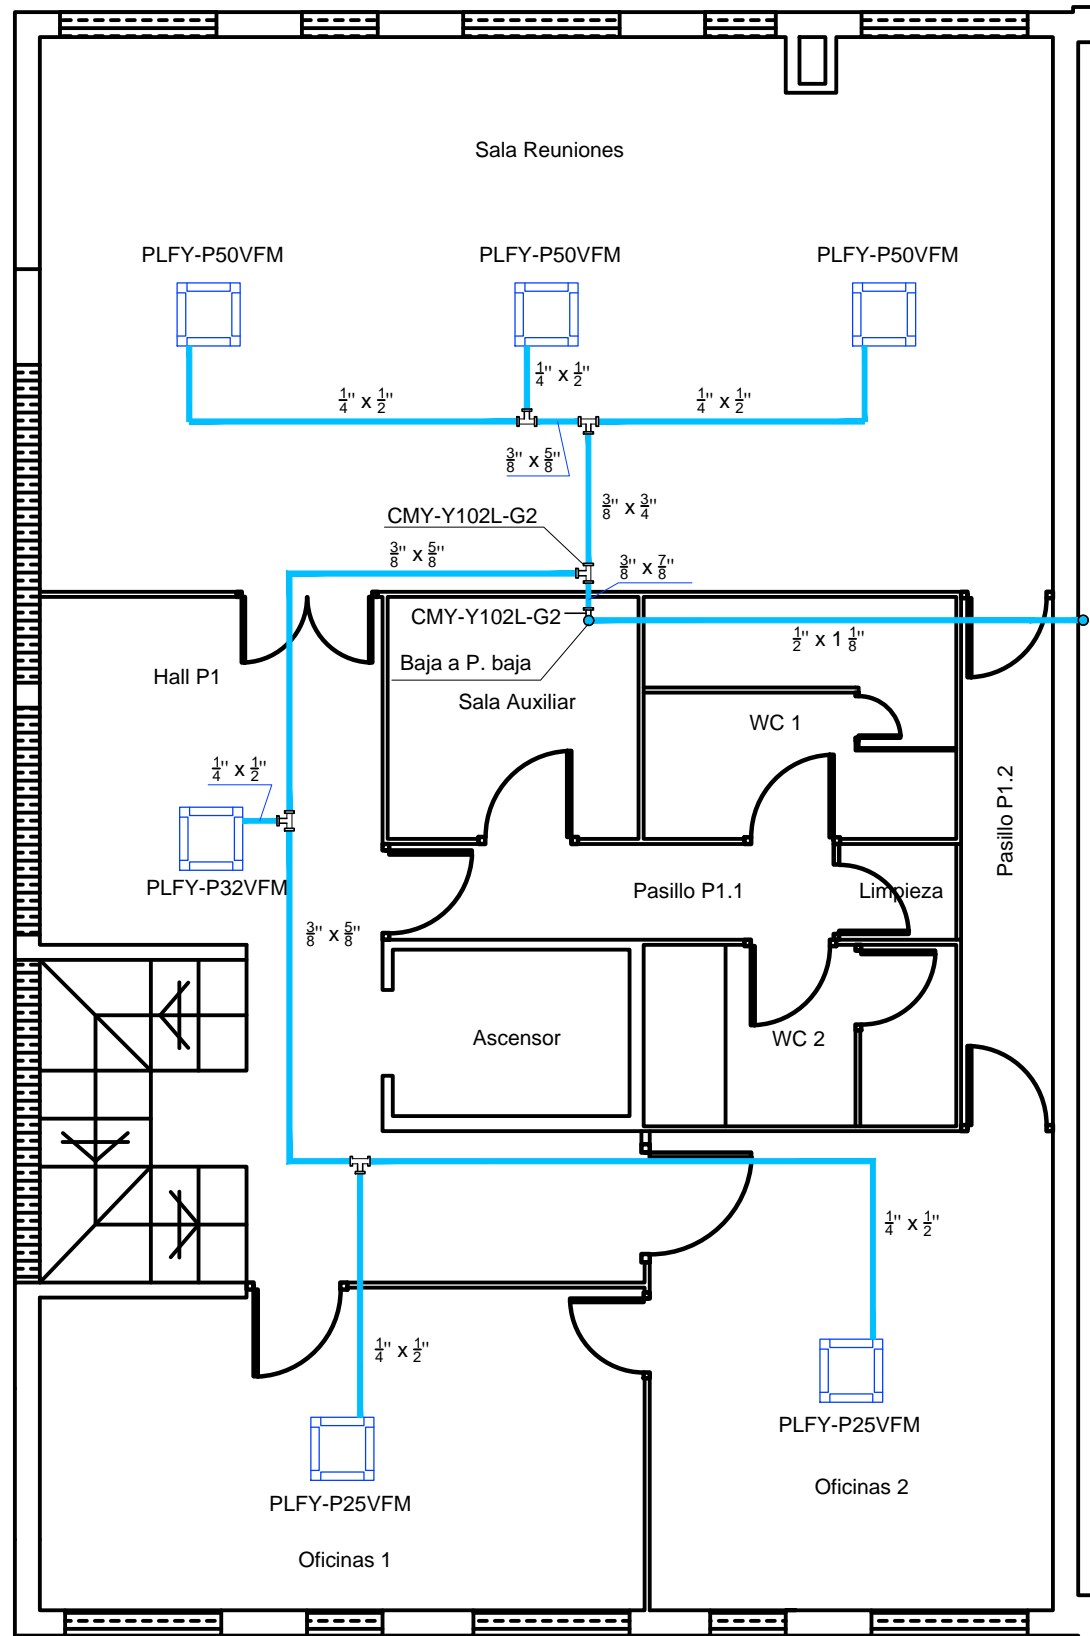 Sala Reuniones
PLFY-P50VFM
PLFY-P50VFM
PLFY-P50VFM
1/4" x 1/2"
1/4" x 1/2"
1/4" x 1/2"
3/8" x 5/8"
3/8" x 3/4"
CMY-Y102L-G2
3/8" x 5/8"
3/8" x 7/8"
CMY-Y102L-G2
1/2" x 1 1/8"
Baja a P. baja
Hall P1
Sala Auxiliar
WC 1
1/4" x 1/2"
Pasillo P1.2
PLFY-P32VFM
Pasillo P1.1
Limpieza
3/8" x 5/8"
Ascensor
WC 2
1/4" x 1/2"
1/4" x 1/2"
PLFY-P25VFM
Oficinas 2
PLFY-P25VFM
Oficinas 1